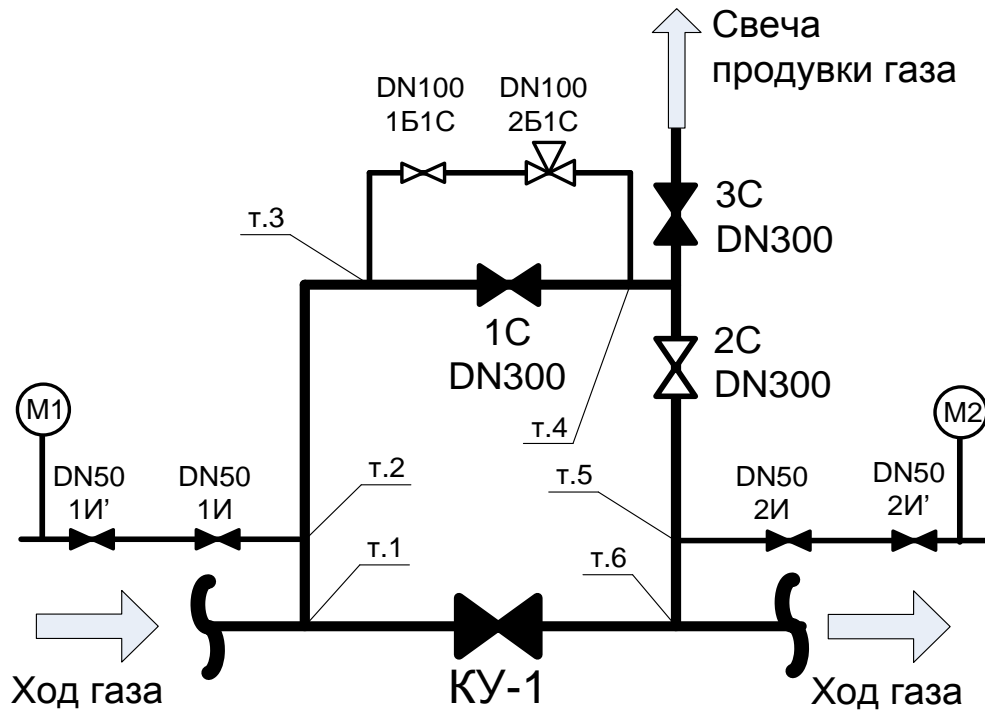 Свеча
продувки газа
DN100
1Б1С
DN100
2Б1С
3С
DN300
т.3
1С
DN300
2С
DN300
М1
М2
т.4
DN50
1И'
DN50
1И
т.2
т.5
DN50
2И
DN50
2И'
т.1
т.6
Ход газа
КУ-1
Ход газа